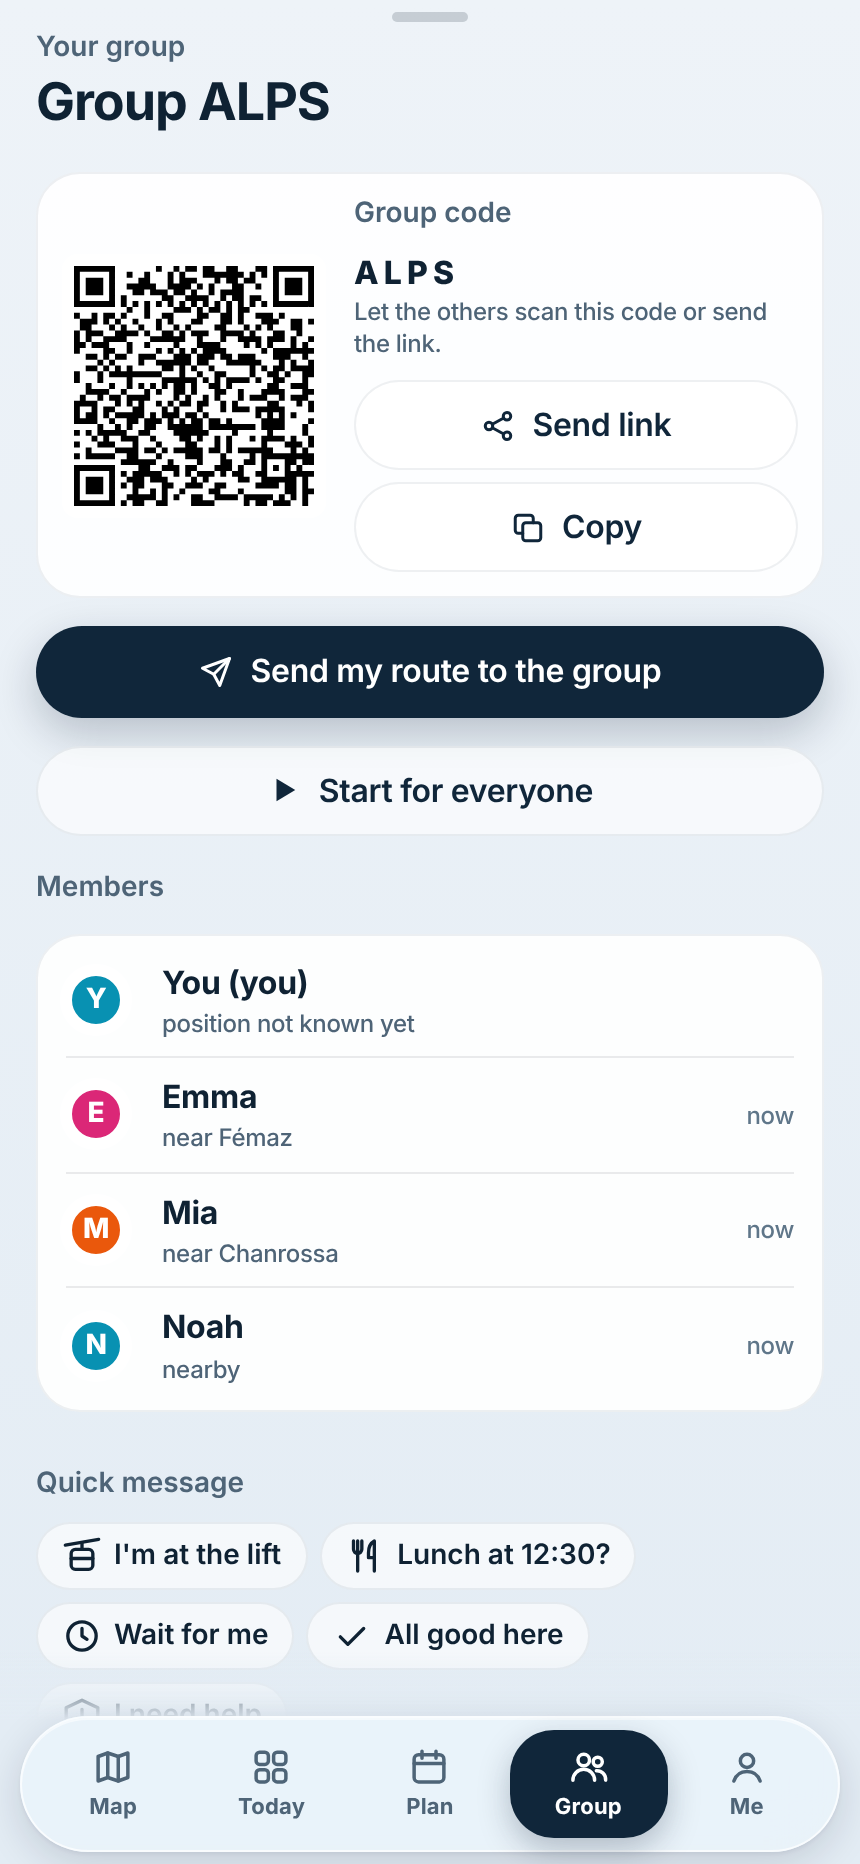 Your group
Group ALPS
Group code
ALPS
Let the others scan this code or send
the link.
Send link
Copy
Send my route to the group
Start for everyone
Members
Y
You (you)
position not known yet
E
Emma
near Fémaz
now
M
Mia
near Chanrossa
now
N
Noah
nearby
now
Quick message
I'm at the lift
Lunch at 12:30?
Wait for me
All good here
I need help
Map
Today
Plan
Group
Me